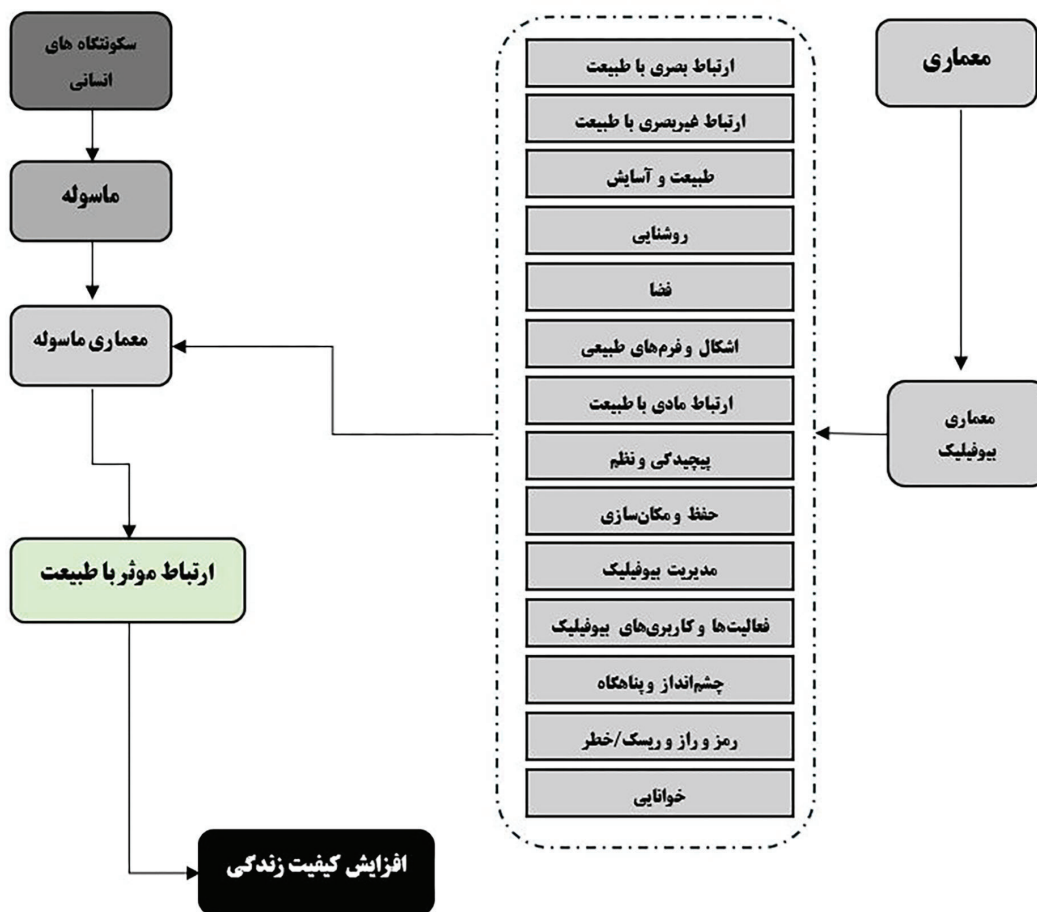 معماری
معماری
بیوفیلیک
ارتباط بصری با طبیعت
ارتباط غیربصری با طبیعت
طبیعت و آسایش
روشنایی
فضا
اشکال و فرم‌های طبیعی
ارتباط مادی با طبیعت
پیچیدگی و نظم
حفظ و مکان‌سازی
مدیریت بیوفیلیک
فعالیت‌ها و کاربری‌های بیوفیلیک
چشم‌انداز و پناهگاه
رمز و راز و ریسک/خطر
خوانایی
سکونتگاه های
انسانی
ماسوله
معماری ماسوله
ارتباط موثر با طبیعت
افزایش کیفیت زندگی